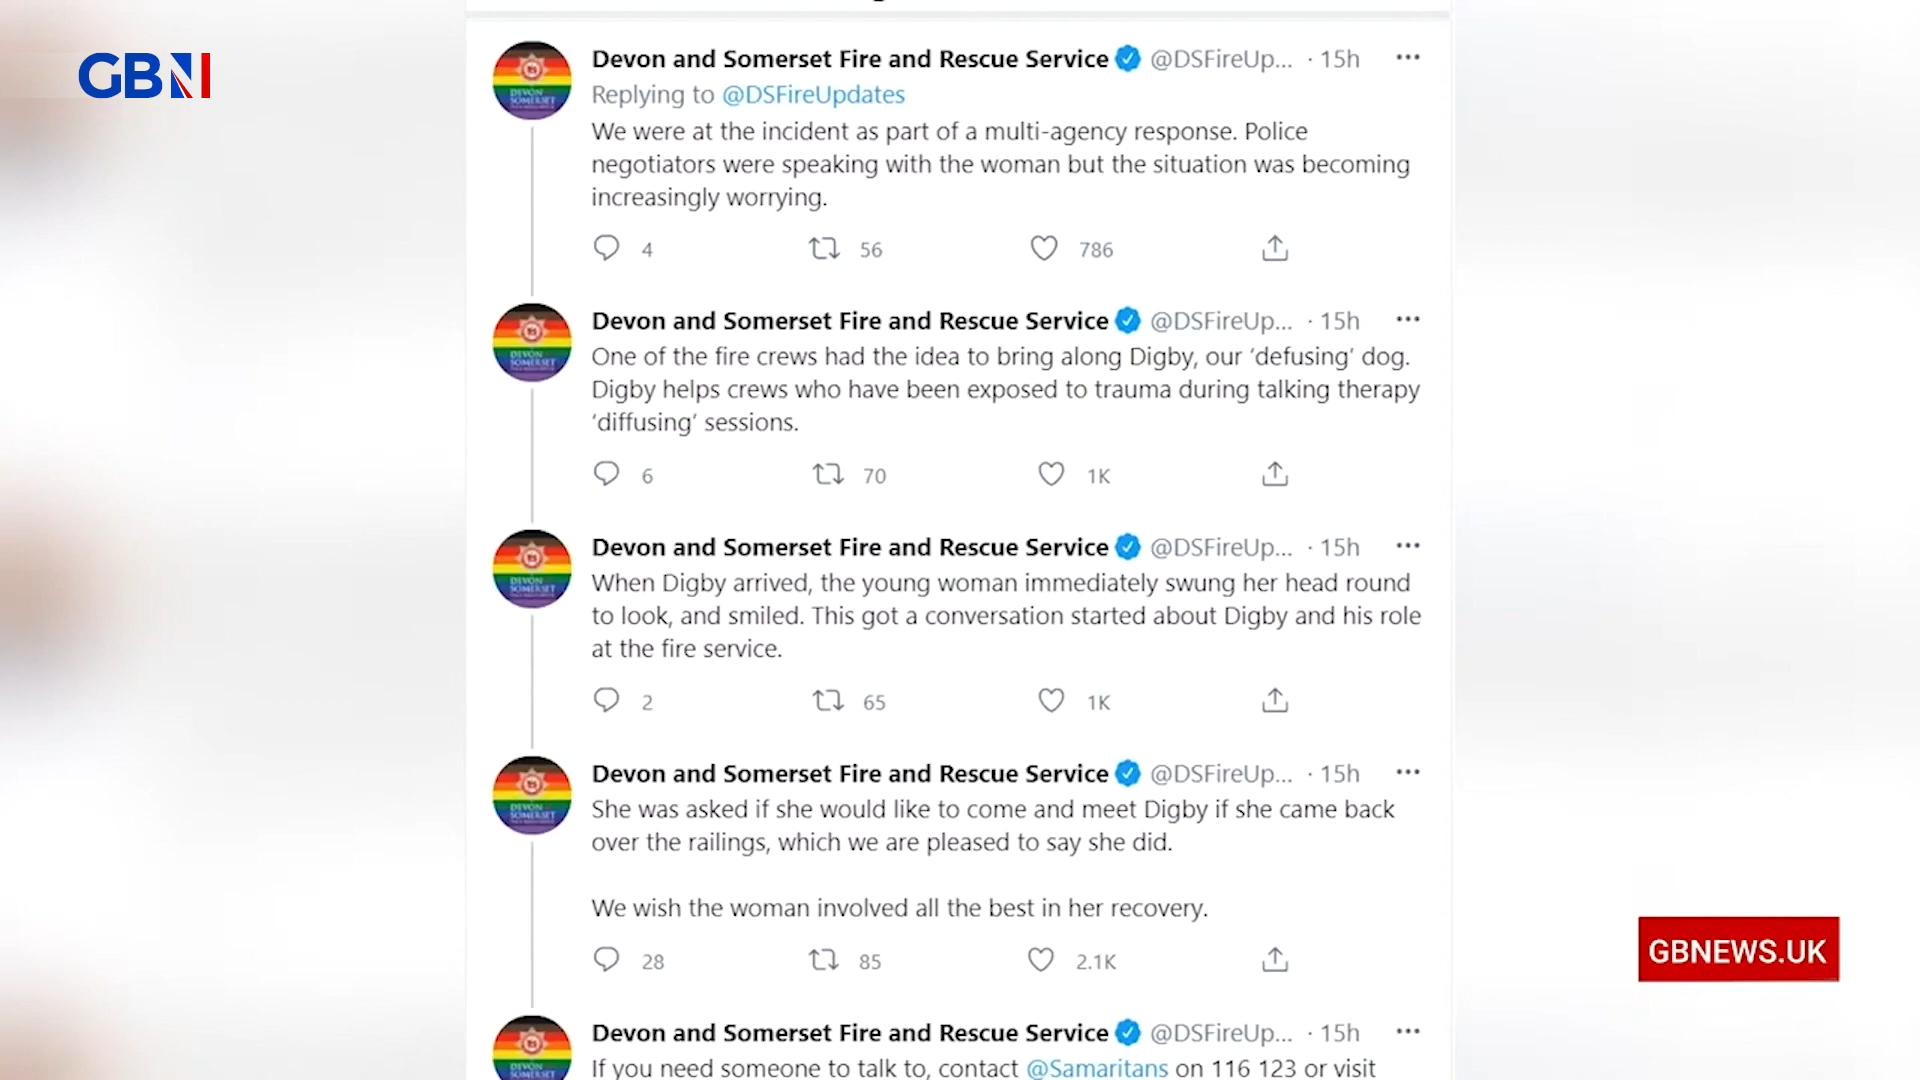 GBN
Devon and Somerset Fire and Rescue Service @DSFireUp... · 15h
Replying to @DSFireUpdates
We were at the incident as part of a multi-agency response. Police
negotiators were speaking with the woman but the situation was becoming
increasingly worrying.
4 56 786
DEVON
SOMERSET
Devon and Somerset Fire and Rescue Service @DSFireUp... · 15h
One of the fire crews had the idea to bring along Digby, our ‘defusing’ dog.
Digby helps crews who have been exposed to trauma during talking therapy
‘diffusing’ sessions.
6 70 1K
DEVON
SOMERSET
Devon and Somerset Fire and Rescue Service @DSFireUp... · 15h
When Digby arrived, the young woman immediately swung her head round
to look, and smiled. This got a conversation started about Digby and his role
at the fire service.
2 65 1K
DEVON
SOMERSET
Devon and Somerset Fire and Rescue Service @DSFireUp... · 15h
She was asked if she would like to come and meet Digby if she came back
over the railings, which we are pleased to say she did.
We wish the woman involved all the best in her recovery.
28 85 2.1K
DEVON
SOMERSET
GBNEWS.UK
Devon and Somerset Fire and Rescue Service @DSFireUp... · 15h
If you need someone to talk to, contact @Samaritans on 116 123 or visit
DEVON
SOMERSET